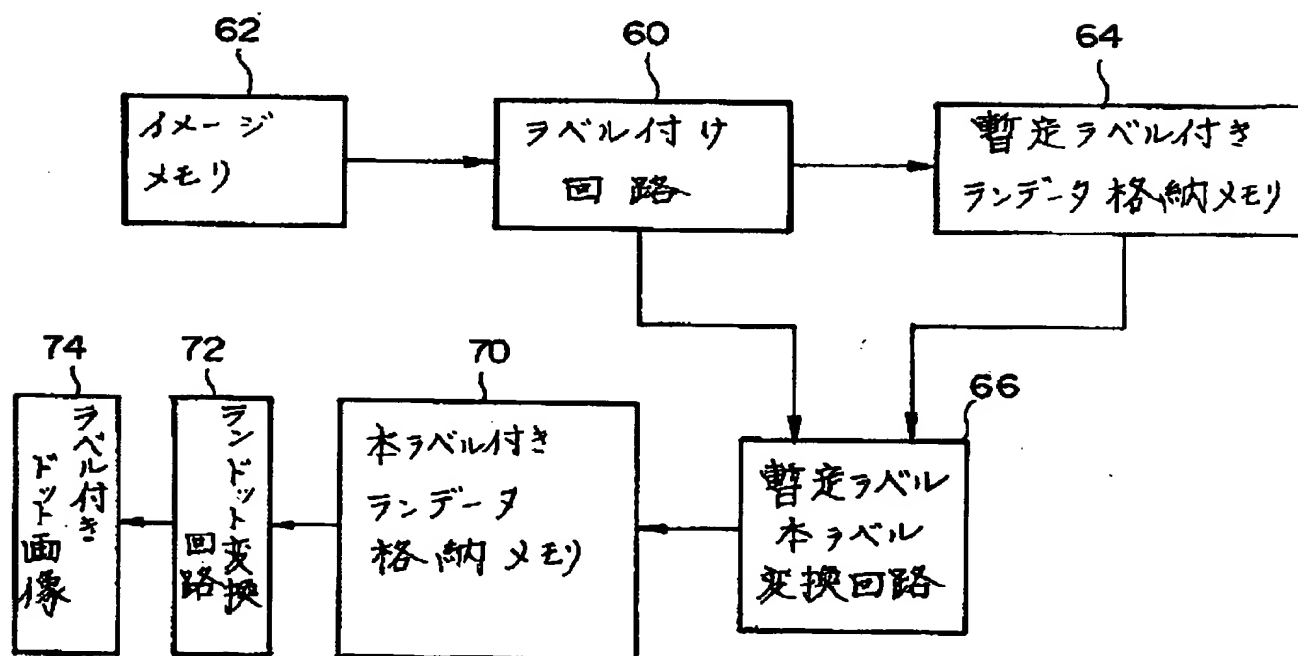 62
イメージ
メモリ
60
ラベル付け
回路
64
暫定ラベル付き
ランデータ格納メモリ
74
ラベル付き
ドット画像
72
ランドット変換
回路
70
本ラベル付き
ランデータ
格納メモリ
66
暫定ラベル
本ラベル
変換回路